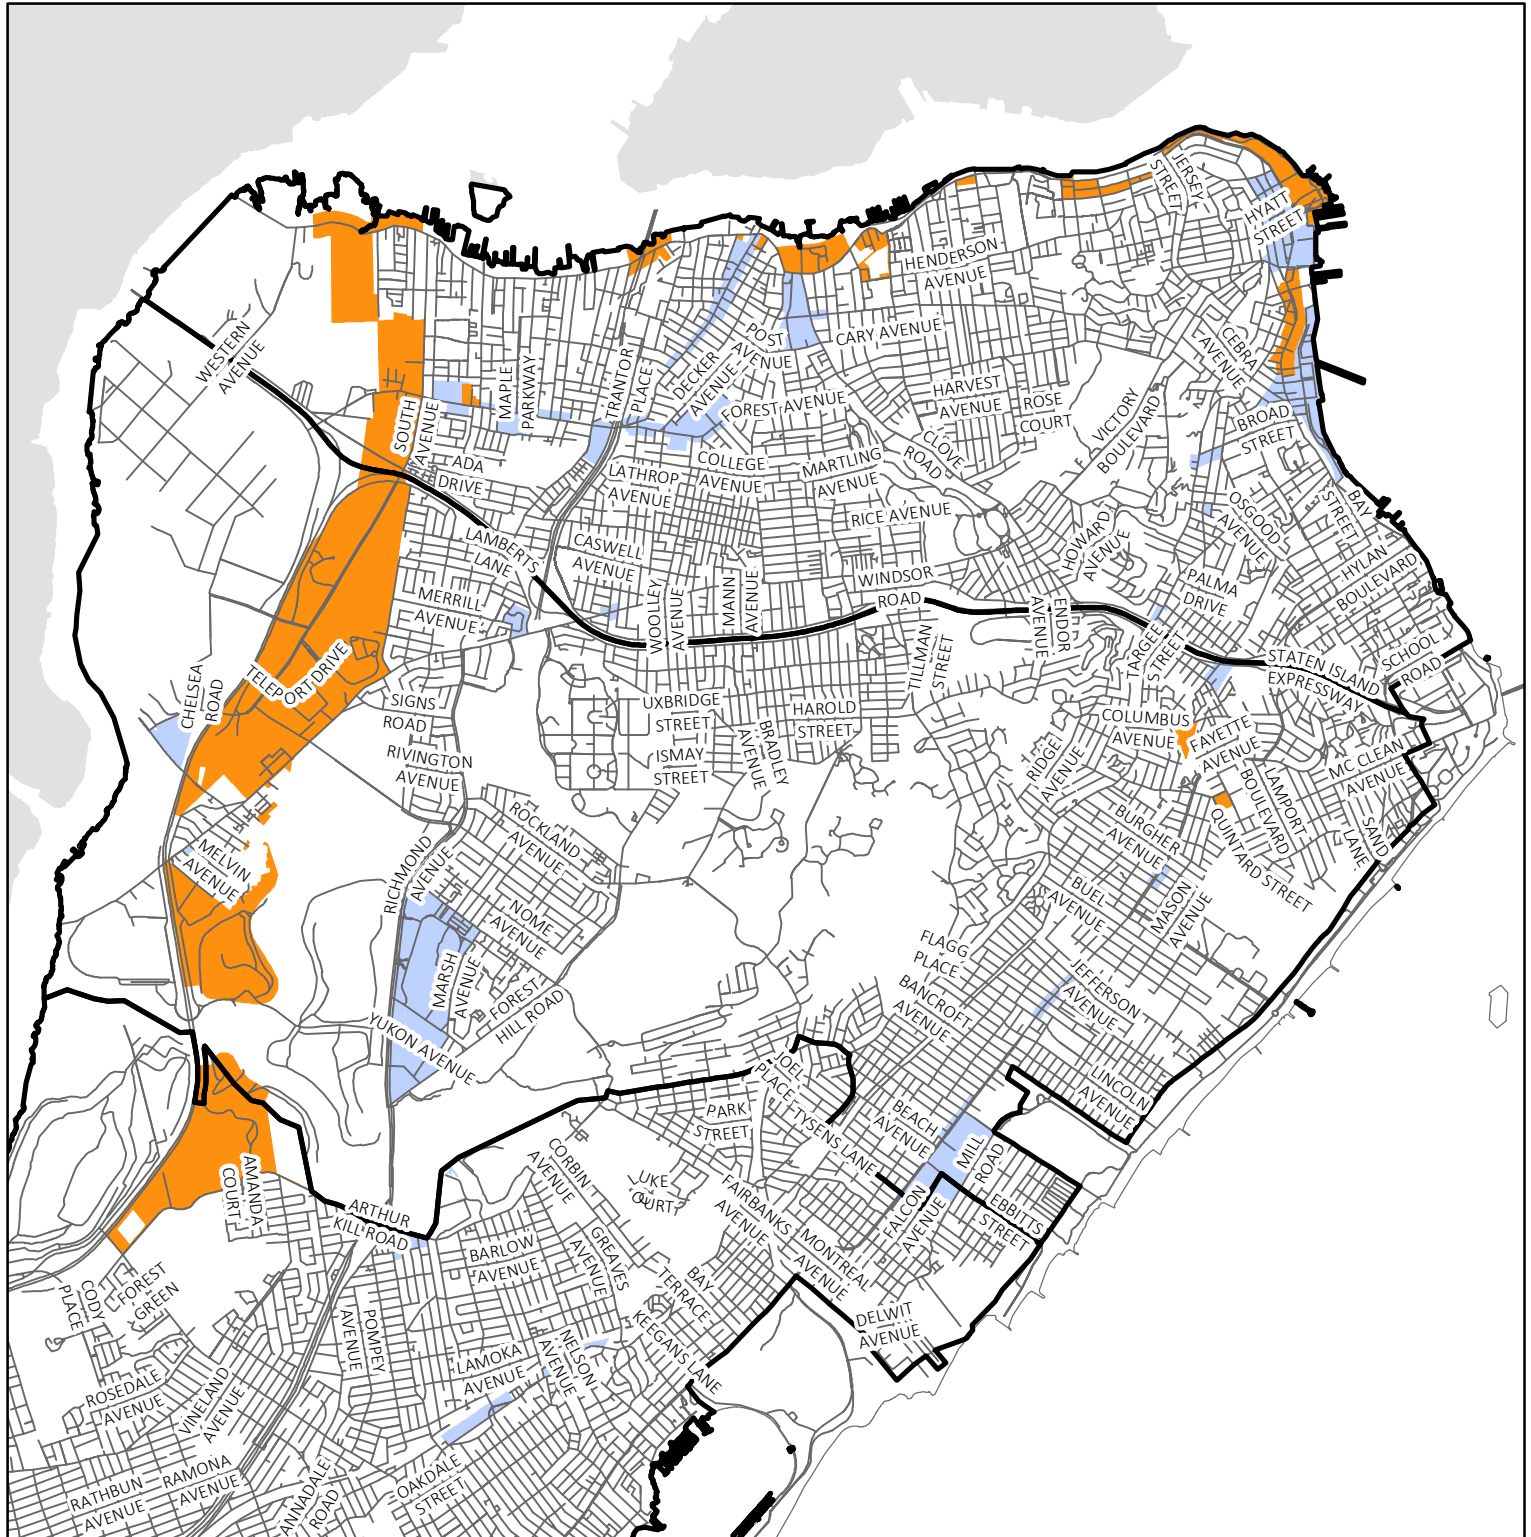 JERSEY
STREET
HYATT
STREET
HENDERSON
AVENUE
WESTERN
AVENUE
POST
AVENUE
CARY AVENUE
CEBRA
AVENUE
TRANTOR
PLACE
DECKER
AVENUE
MAPLE
PARKWAY
HARVEST
AVENUE
ROSE
COURT
VICTORY
BOULEVARD
FOREST AVENUE
BROAD
STREET
SOUTH
AVENUE
ADA
DRIVE
LATHROP
AVENUE
COLLEGE
AVENUE
MARTLING
AVENUE
CLOVE
ROAD
RICE AVENUE
BAY
STREET
OSGOOD
AVENUE
HOWARD
AVENUE
LAMBERTS
LANE
CASWELL
AVENUE
HYLAN
BOULEVARD
MERRILL
AVENUE
WOOLLEY
AVENUE
MANN
AVENUE
WINDSOR
ROAD
PALMA
DRIVE
ENDOR
AVENUE
TARGEE
STREET
TILLMAN
STREET
STATEN ISLAND
EXPRESSWAY
SCHOOL
ROAD
CHELSEA
ROAD
TELEPORT DRIVE
SIGNS
ROAD
UXBRIDGE
STREET
HAROLD
STREET
COLUMBUS
AVENUE
FAYETTE
AVENUE
RIVINGTON
AVENUE
ISMAY
STREET
BRADLEY
AVENUE
RIDGE
AVENUE
MC CLEAN
AVENUE
LAMPORT
BOULEVARD
SAND
LANE
ROCKLAND
AVENUE
BURGHER
AVENUE
QUINTARD STREET
MELVIN
AVENUE
RICHMOND
AVENUE
NOME
AVENUE
BUEL
AVENUE
MASON
AVENUE
FLAGG
PLACE
MARSH
AVENUE
FOREST
HILL ROAD
BANCROFT
AVENUE
JEFFERSON
AVENUE
YUKON AVENUE
JOEL
PLACE
LINCOLN
AVENUE
PARK
STREET
TYSENS LANE
BEACH
AVENUE
MILL
ROAD
AMANDA
COURT
CORBIN
AVENUE
FAIRBANKS
AVENUE
FALCON
AVENUE
EBBITTS
STREET
ARTHUR
KILL ROAD
BARLOW
AVENUE
GREAVES
AVENUE
MONTREAL
AVENUE
BAY
TERRACE
CODY
PLACE
FOREST
GREEN
DELWIT
AVENUE
POMPEY
AVENUE
KEEGANS LANE
LAMOKA
AVENUE
NELSON
AVENUE
ROSEDALE
AVENUE
VINELAND
AVENUE
RATHBUN
AVENUE
RAMONA
AVENUE
ANNADALE
ROAD
OAKDALE
STREET